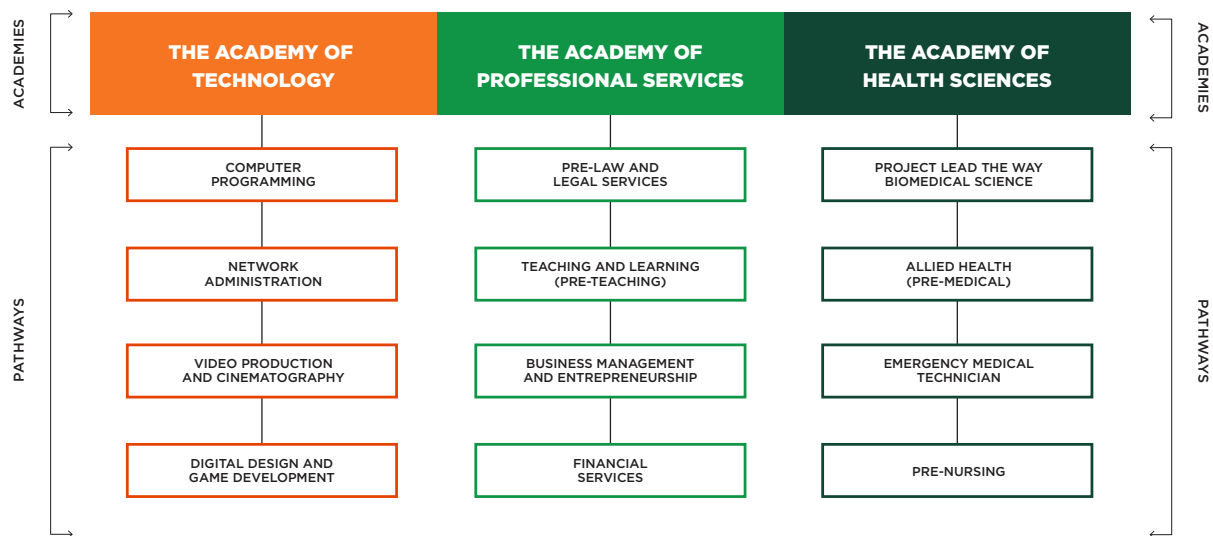 ACADEMIES
THE ACADEMY OF
TECHNOLOGY
THE ACADEMY OF
PROFESSIONAL SERVICES
THE ACADEMY OF
HEALTH SCIENCES
ACADEMIES
PATHWAYS
COMPUTER
PROGRAMMING
NETWORK
ADMINISTRATION
VIDEO PRODUCTION
AND CINEMATOGRAPHY
DIGITAL DESIGN AND
GAME DEVELOPMENT
PRE-LAW AND
LEGAL SERVICES
TEACHING AND LEARNING
(PRE-TEACHING)
BUSINESS MANAGEMENT
AND ENTREPRENEURSHIP
FINANCIAL
SERVICES
PROJECT LEAD THE WAY
BIOMEDICAL SCIENCE
ALLIED HEALTH
(PRE-MEDICAL)
EMERGENCY MEDICAL
TECHNICIAN
PRE-NURSING
PATHWAYS